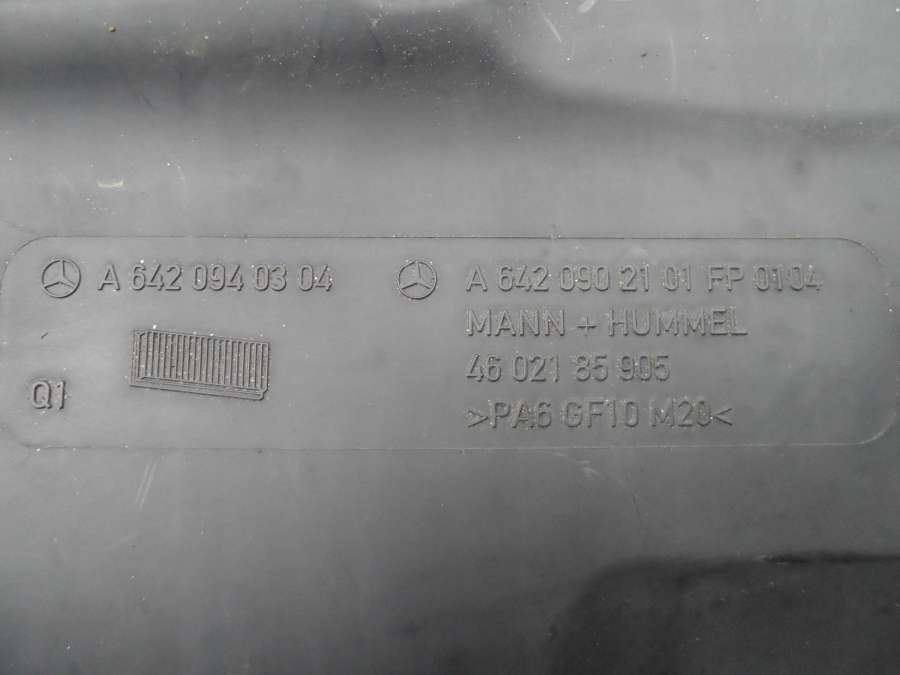 A 642 094 03 04
A 642 090 21 01 FP 0104
MANN + HUMMEL
46 021 85 905
Q1
>PA6 GF10 M20<